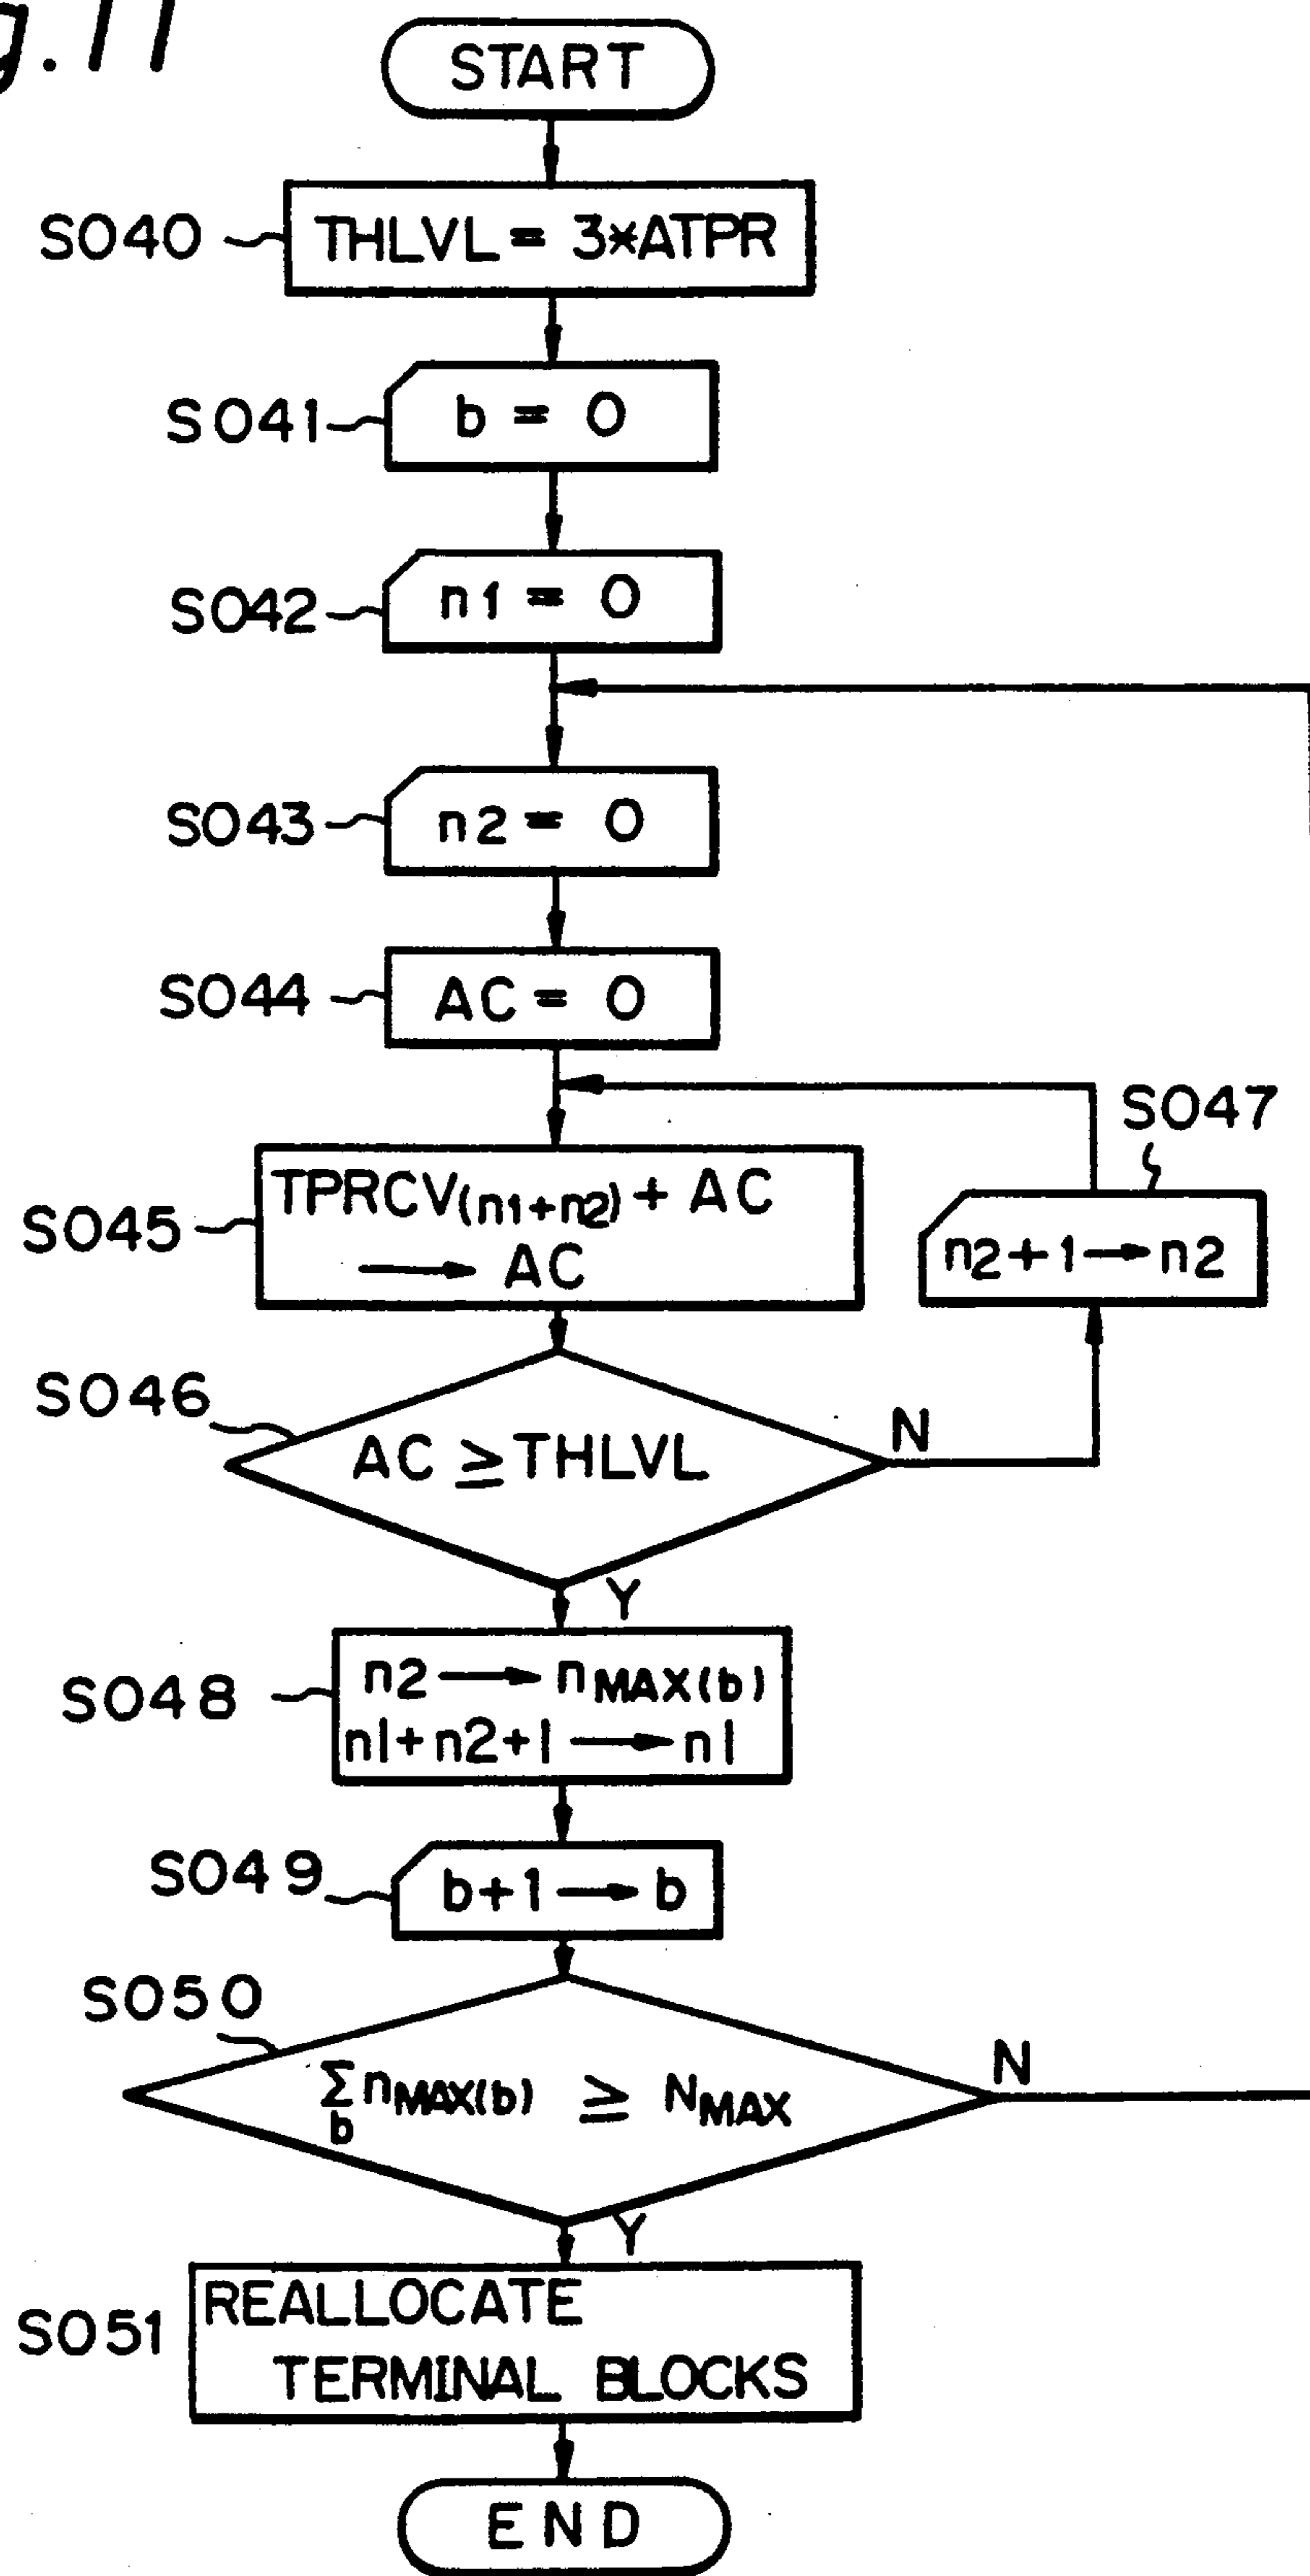 g.11
START
S040
THLVL = 3*ATPR
S041
b = 0
S042
n1 = 0
S043
n2 = 0
S044
AC = 0
S047
S045
TPRCV(n1+n2) + AC
→ AC
n2+1→n2
S046
AC ≥ THLVL
N
Y
S048
n2 → nMAX(b)
n1+n2+1 → n1
S049
b+1 → b
S050
Σ nMAX(b) ≥ NMAX
b
N
Y
S051
REALLOCATE
TERMINAL BLOCKS
END